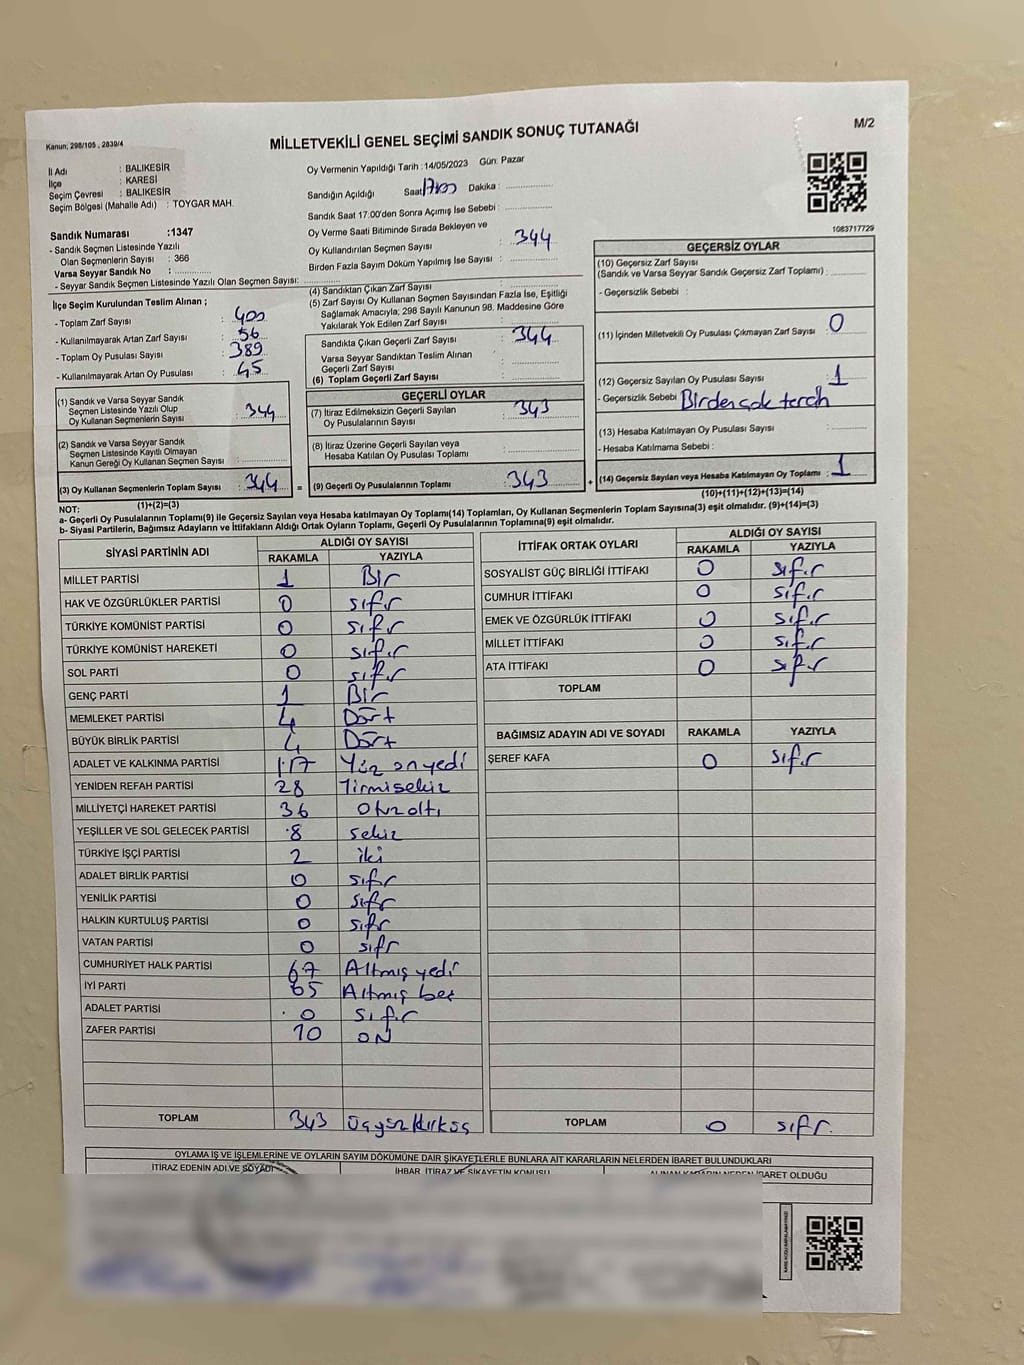 Kanun; 298/105 , 2839/4
MİLLETVEKİLİ GENEL SEÇİMİ SANDIK SONUÇ TUTANAĞI
M/2
İl Adı : BALIKESİR
İlçe : KARESİ
Seçim Çevresi : BALIKESİR
Seçim Bölgesi (Mahalle Adı) : TOYGAR MAH.
Oy Vermenin Yapıldığı Tarih : 14/05/2023 Gün: Pazar
Sandığın Açıldığı Saat 17:00 Dakika :
Sandık Saat 17:00'den Sonra Açımış İse Sebebi :
Oy Verme Saati Bitiminde Sırada Bekleyen ve
Oy Kullandırılan Seçmen Sayısı : 344
Birden Fazla Sayım Döküm Yapılmış İse Sayısı :
1083717729
Sandık Numarası :1347
- Sandık Seçmen Listesinde Yazılı
Olan Seçmenlerin Sayısı : 366
Varsa Seyyar Sandık No :
- Seyyar Sandık Seçmen Listesinde Yazılı Olan Seçmen Sayısı:
İlçe Seçim Kurulundan Teslim Alınan ;
- Toplam Zarf Sayısı : 400
- Kullanılmayarak Artan Zarf Sayısı : 56
- Toplam Oy Pusulası Sayısı : 389
- Kullanılmayarak Artan Oy Pusulası : 45
(4) Sandıktan Çıkan Zarf Sayısı :
(5) Zarf Sayısı Oy Kullanan Seçmen Sayısından Fazla İse, Eşitliği
Sağlamak Amacıyla; 298 Sayılı Kanunun 98. Maddesine Göre
Yakılarak Yok Edilen Zarf Sayısı :
Sandıkta Çıkan Geçerli Zarf Sayısı : 344
Varsa Seyyar Sandıktan Teslim Alınan
Geçerli Zarf Sayısı :
(6) Toplam Geçerli Zarf Sayısı :
GEÇERSİZ OYLAR
(10) Geçersiz Zarf Sayısı
(Sandık ve Varsa Seyyar Sandık Geçersiz Zarf Toplamı) :
- Geçersizlik Sebebi :
(11) İçinden Milletvekili Oy Pusulası Çıkmayan Zarf Sayısı : 0
(12) Geçersiz Sayılan Oy Pusulası Sayısı : 1
- Geçersizlik Sebebi : Birden çok tercih
(13) Hesaba Katılmayan Oy Pusulası Sayısı :
- Hesaba Katılmama Sebebi :
(14) Geçersiz Sayılan veya Hesaba Katılmayan Oy Toplamı : 1
(10)+(11)+(12)+(13)=(14)
(1) Sandık ve Varsa Seyyar Sandık
Seçmen Listesinde Yazılı Olup
Oy Kullanan Seçmenlerin Sayısı : 344
(2) Sandık ve Varsa Seyyar Sandık
Seçmen Listesinde Kayıtlı Olmayan
Kanun Gereği Oy Kullanan Seçmen Sayısı :
(3) Oy Kullanan Seçmenlerin Toplam Sayısı : 344 =
(1)+(2)=(3)
GEÇERLİ OYLAR
(7) İtiraz Edilmeksizin Geçerli Sayılan
Oy Pusulalarının Sayısı : 343
(8) İtiraz Üzerine Geçerli Sayılan veya
Hesaba Katılan Oy Pusulası Toplamı :
(9) Geçerli Oy Pusulalarının Toplamı : 343 +
NOT:
a- Geçerli Oy Pusulalarının Toplamı(9) ile Geçersiz Sayılan veya Hesaba katılmayan Oy Toplamı(14) Toplamları, Oy Kullanan Seçmenlerin Toplam Sayısına(3) eşit olmalıdır. (9)+(14)=(3)
b- Siyasi Partilerin, Bağımsız Adayların ve İttifakların Aldığı Ortak Oyların Toplamı, Geçerli Oy Pusulalarının Toplamına(9) eşit olmalıdır.
SİYASİ PARTİNİN ADI ALDIĞI OY SAYISI
RAKAMLA YAZIYLA
MİLLET PARTİSİ 1 Bir
HAK VE ÖZGÜRLÜKLER PARTİSİ 0 sıfır
TÜRKİYE KOMÜNİST PARTİSİ 0 sıfır
TÜRKİYE KOMÜNİST HAREKETİ 0 sıfır
SOL PARTİ 0 sıfır
GENÇ PARTİ 1 Bir
MEMLEKET PARTİSİ 4 Dört
BÜYÜK BİRLİK PARTİSİ 4 Dört
ADALET VE KALKINMA PARTİSİ 117 Yüz onyedi
YENİDEN REFAH PARTİSİ 28 Yirmisekiz
MİLLİYETÇİ HAREKET PARTİSİ 36 Otuzaltı
YEŞİLLER VE SOL GELECEK PARTİSİ 8 sekiz
TÜRKİYE İŞÇİ PARTİSİ 2 iki
ADALET BİRLİK PARTİSİ 0 sıfır
YENİLİK PARTİSİ 0 sıfır
HALKIN KURTULUŞ PARTİSİ 0 sıfır
VATAN PARTİSİ 0 sıfır
CUMHURİYET HALK PARTİSİ 67 Altmış yedi
İYİ PARTİ 65 Altmış beş
ADALET PARTİSİ 0 sıfır
ZAFER PARTİSİ 10 ON
TOPLAM 343 üçyüzkırküç
İTTİFAK ORTAK OYLARI ALDIĞI OY SAYISI
RAKAMLA YAZIYLA
SOSYALİST GÜÇ BİRLİĞİ İTTİFAKI 0 sıfır
CUMHUR İTTİFAKI 0 sıfır
EMEK VE ÖZGÜRLÜK İTTİFAKI 0 sıfır
MİLLET İTTİFAKI 0 sıfır
ATA İTTİFAKI 0 sıfır
TOPLAM
BAĞIMSIZ ADAYIN ADI VE SOYADI RAKAMLA YAZIYLA
ŞEREF KAFA 0 sıfır
TOPLAM 0 sıfır.
OYLAMA İŞ VE İŞLEMLERİNE VE OYLARIN SAYIM DÖKÜMÜNE DAİR ŞİKAYETLERLE BUNLARA AİT KARARLARIN NELERDEN İBARET BULUNDUKLARI
İTİRAZ EDENİN ADI VE SOYADI İHBAR, İTİRAZ VE ŞİKAYETİN KONUSU ALINAN KARARIN NEDEN İBARET OLDUĞU